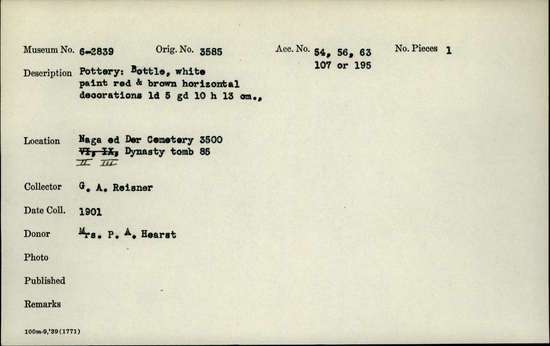 Museum No. 6-2839 Orig. No. 3585 Acc. No. 54, 56, 63 No. Pieces 1
107 or 195
Description Pottery: Bottle, white
paint red & brown horizontal
decorations ld 5 gd 10 h 13 cm.,
Location Naga ed Der Cemetery 3500
VI, IX, Dynasty tomb 85
II III
Collector G. A. Reisner
Date Coll. 1901
Donor Mrs. P. A. Hearst
Photo
Published
Remarks
100m-9,'39(1771)